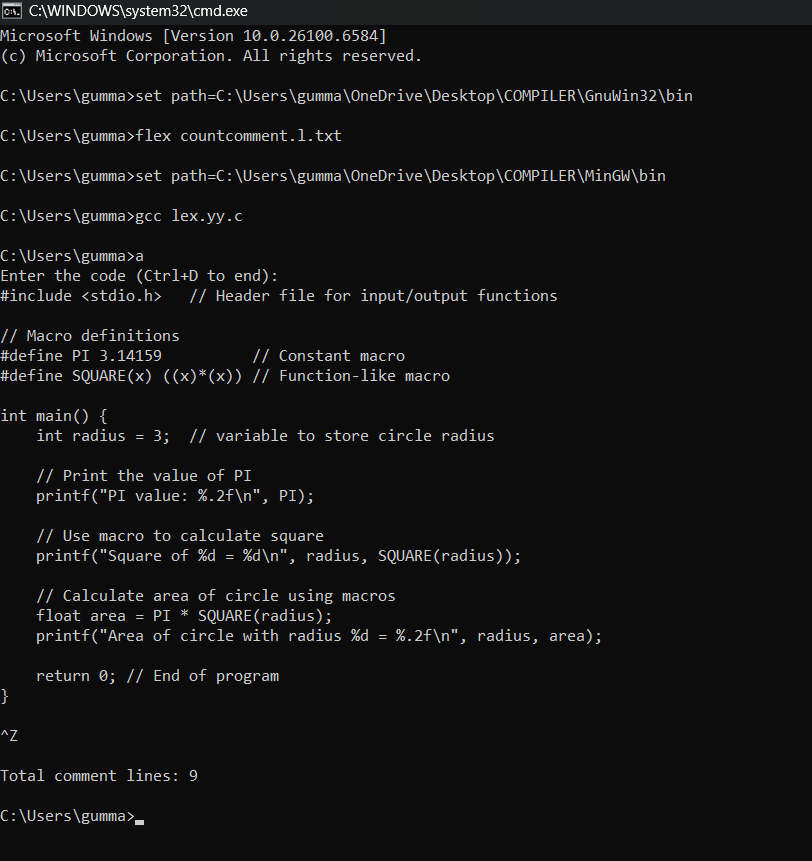 C:\WINDOWS\system32\cmd.exe
Microsoft Windows [Version 10.0.26100.6584]
(c) Microsoft Corporation. All rights reserved.
C:\Users\gumma>set path=C:\Users\gumma\OneDrive\Desktop\COMPILER\GnuWin32\bin
C:\Users\gumma>flex countcomment.l.txt
C:\Users\gumma>set path=C:\Users\gumma\OneDrive\Desktop\COMPILER\MinGW\bin
C:\Users\gumma>gcc lex.yy.c
C:\Users\gumma>a
Enter the code (Ctrl+D to end):
#include <stdio.h>   // Header file for input/output functions
// Macro definitions
#define PI 3.14159          // Constant macro
#define SQUARE(x) ((x)*(x)) // Function-like macro
int main() {
    int radius = 3;  // variable to store circle radius
    // Print the value of PI
    printf("PI value: %.2f\n", PI);
    // Use macro to calculate square
    printf("Square of %d = %d\n", radius, SQUARE(radius));
    // Calculate area of circle using macros
    float area = PI * SQUARE(radius);
    printf("Area of circle with radius %d = %.2f\n", radius, area);
    return 0; // End of program
}
^Z
Total comment lines: 9
C:\Users\gumma>